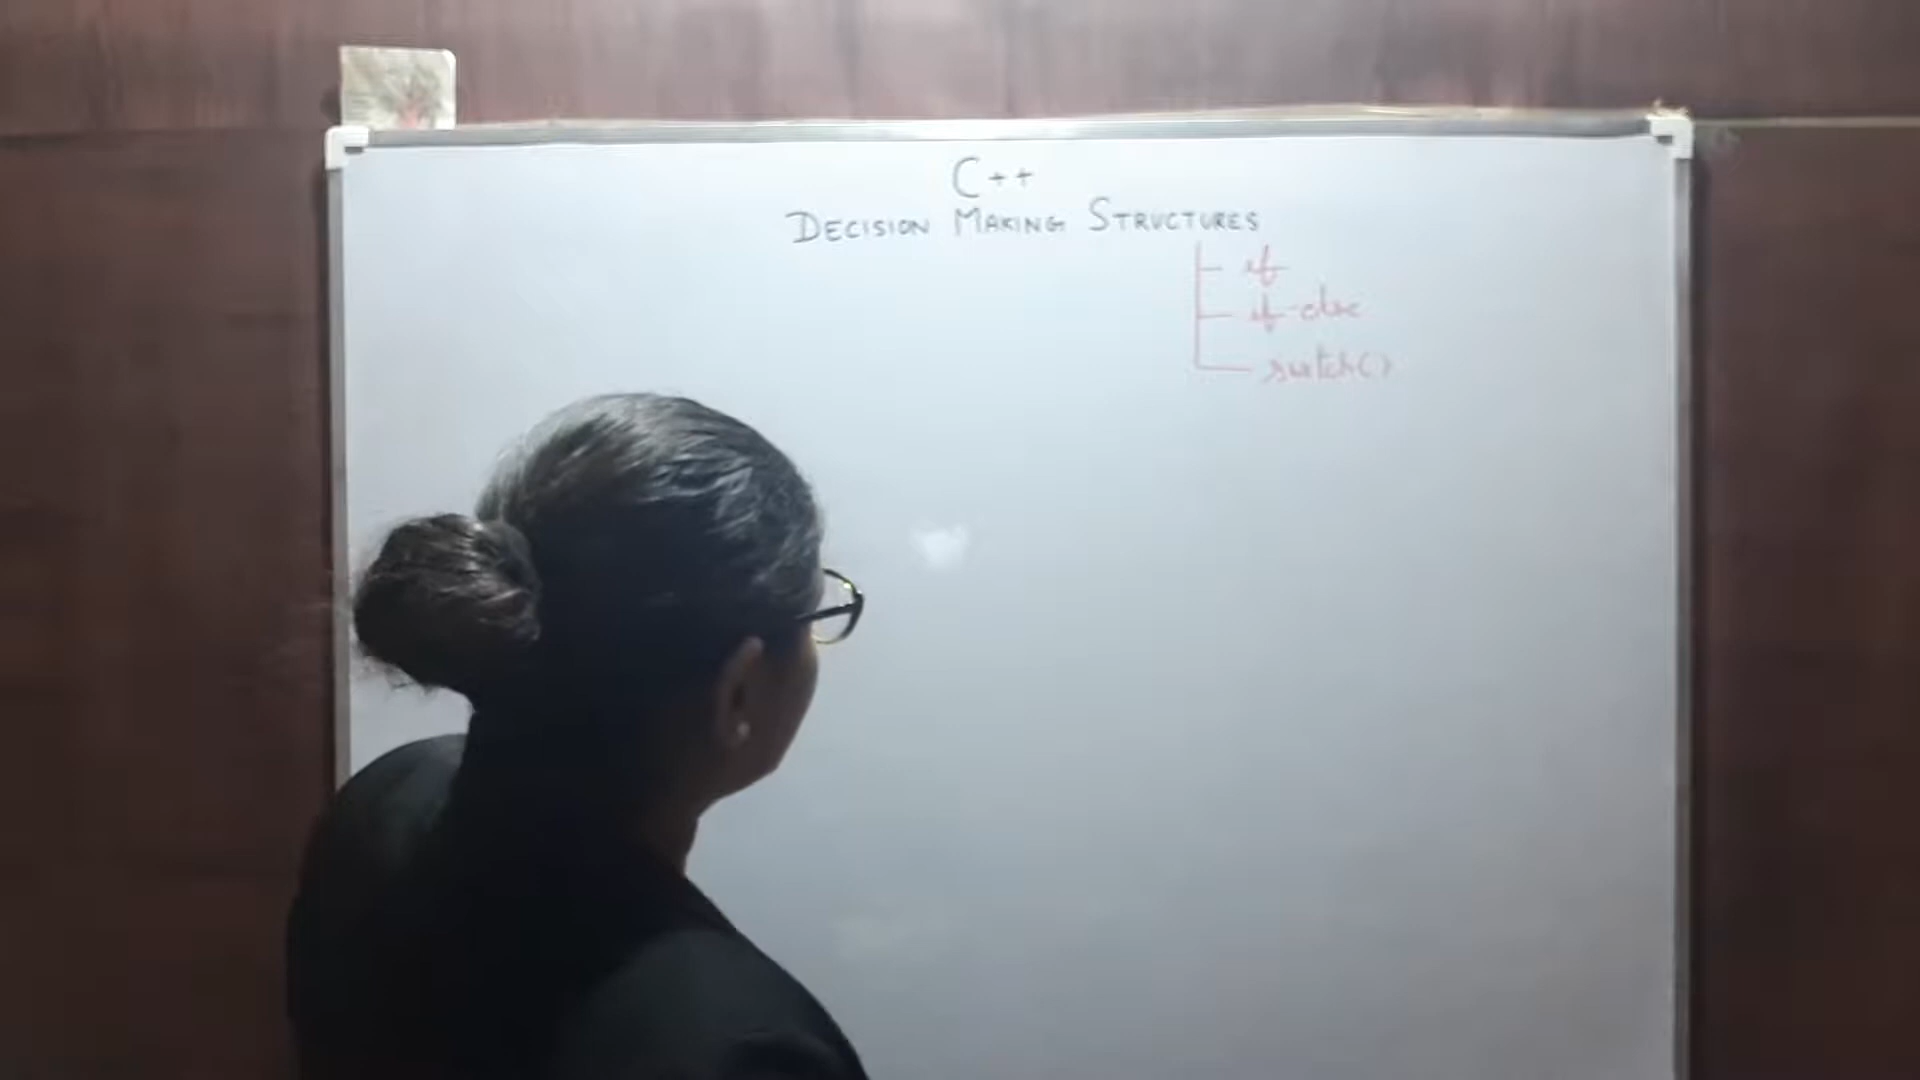 C++
DECISION MAKING STRUCTURES
if
if-else
switch()